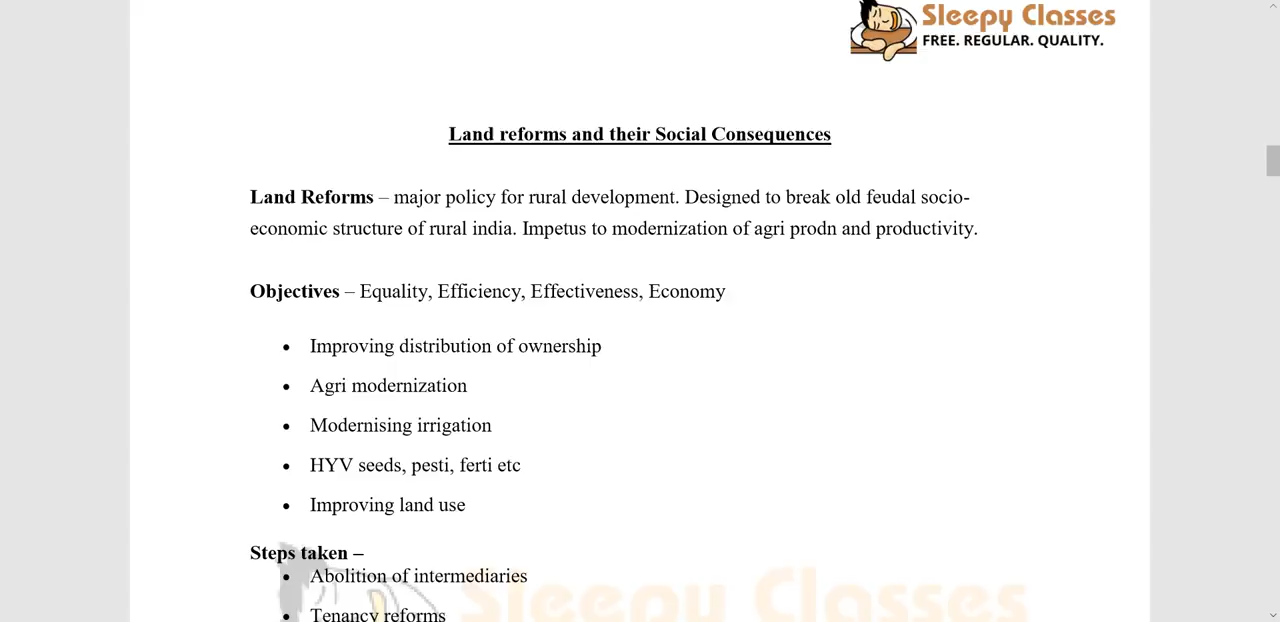 Sleepy Classes
FREE. REGULAR. QUALITY.
Land reforms and their Social Consequences
Land Reforms – major policy for rural development. Designed to break old feudal socio-
economic structure of rural india. Impetus to modernization of agri prodn and productivity.
Objectives – Equality, Efficiency, Effectiveness, Economy
• Improving distribution of ownership
• Agri modernization
• Modernising irrigation
• HYV seeds, pesti, ferti etc
• Improving land use
Steps taken –
• Abolition of intermediaries
• Tenancy reforms
Sleepy Classes